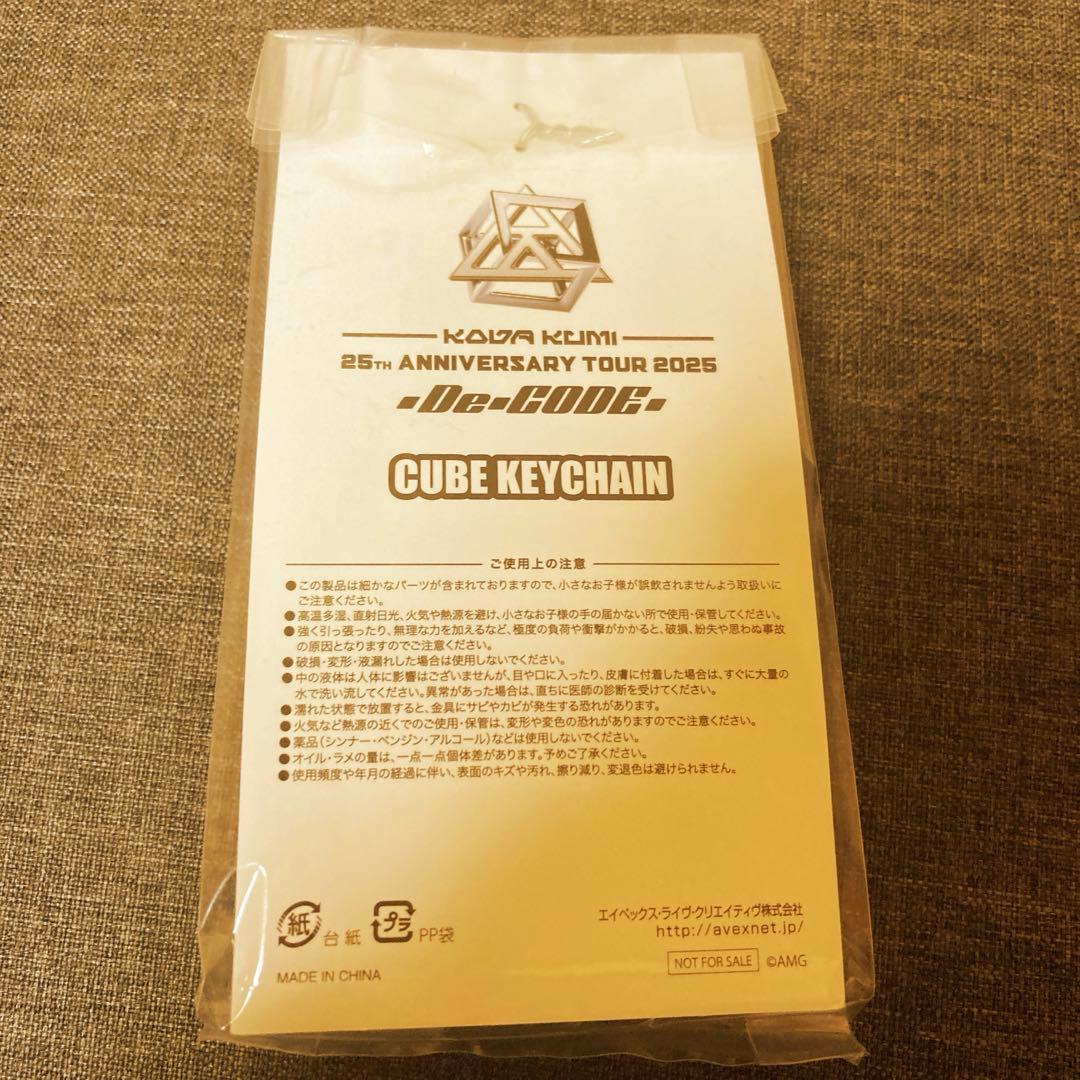 KODA KUMI
25TH ANNIVERSARY TOUR 2025
-De-CODE-
CUBE KEYCHAIN
ご使用上の注意
●この製品は細かなパーツが含まれておりますので、小さなお子様が誤飲されませんよう取扱いに
ご注意ください。
●高温多湿、直射日光、火気や熱源を避け、小さなお子様の手の届かない所で使用・保管してください。
●強く引っ張ったり、無理な力を加えるなど、極度の負荷や衝撃がかかると、破損、紛失や思わぬ事故
の原因となりますのでご注意ください。
●破損・変形・液漏れした場合は使用しないでください。
●中の液体は人体に影響はございませんが、目や口に入ったり、皮膚に付着した場合は、すぐに大量の
水で洗い流してください。異常があった場合は、直ちに医師の診断を受けてください。
●濡れた状態で放置すると、金具にサビやカビが発生する恐れがあります。
●火気など熱源の近くでのご使用・保管は、変形や変色の恐れがありますのでご注意ください。
●薬品（シンナー・ベンジン・アルコール）などは使用しないでください。
●オイル・ラメの量は、一点一点個体差があります。予めご了承ください。
●使用頻度や年月の経過に伴い、表面のキズや汚れ、擦り減り、変退色は避けられません。
紙 台紙 プラ PP袋
エイベックス・ライヴ・クリエイティヴ株式会社
http://avexnet.jp/
MADE IN CHINA
NOT FOR SALE ©AMG